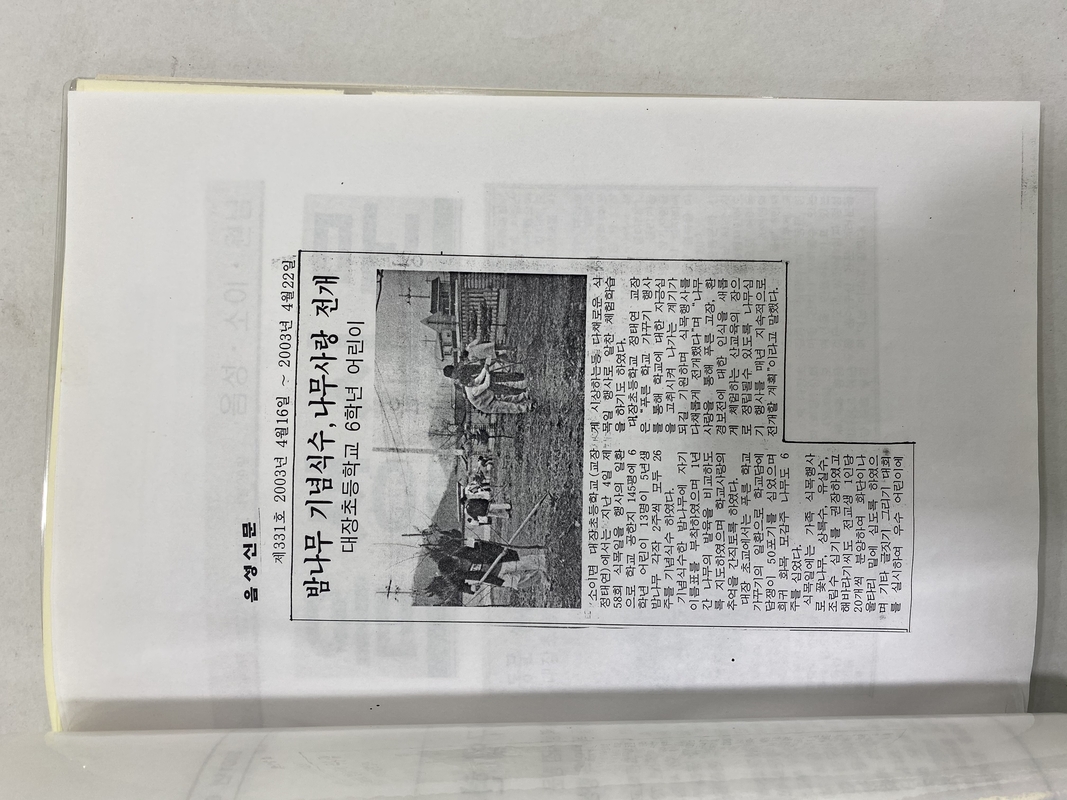 음성신문
제331호 2003년 4월16일 ~ 2003년 4월22일
밤나무 기념식수, 나무사랑 전개
대장초등학교 6학년 어린이
소이면 대장초등학교(교장
정태연)에서는 지난 4일 제
58회 식목일을 행사의 일환
으로 학교 공한지 145평에 6
학년 어린이 13명이 5년생
밤나무 각각 2주씩 모두 26
주를 기념식수 하였다.
기념식수한 밤나무에 자기
이름표를 부착하였으며 1년
간 나무의 발육을 비교하도
록 지도하였으며 학교사랑의
추억을 간직토록 하였다.
대장 초교에서는 푸른 학교
가꾸기의 일환으로 학교담에
담쟁이 150포기를 심었으며
희귀 화목 모감주 나무도 6
주를 심었다.
식목일에는 가족 식목행사
로 꽃나무, 상록수, 유실수,
조림수 심기를 권장하였고
해바라기씨도 전교생 1인당
20개씩 분양하여 화단이나
울타리 밑에 심도록 하였으
며 기타 글짓기 그리기 대회
를 실시하여 우수 어린이에
게 시상하는등 다채로운 식
목일 행사로 알찬 체험학습
을 하기도 하였다.
대장초등학교 정태연 교장
은 "푸른 학교 가꾸기 행사
를 통해 학교에 대한 자긍심
을 고취시켜 나가는 계기가
되길 기원하며 식목행사를
다채롭게 전개했다"며 "나무
사랑을 통해 푸른 고장, 환
경보전에 대한 인식을 새롭
게 체험하는 산교육의 장으
로 정립될수 있도록 나무심
기 행사를 매년 지속적으로
전개할 계획"이라고 말했다.